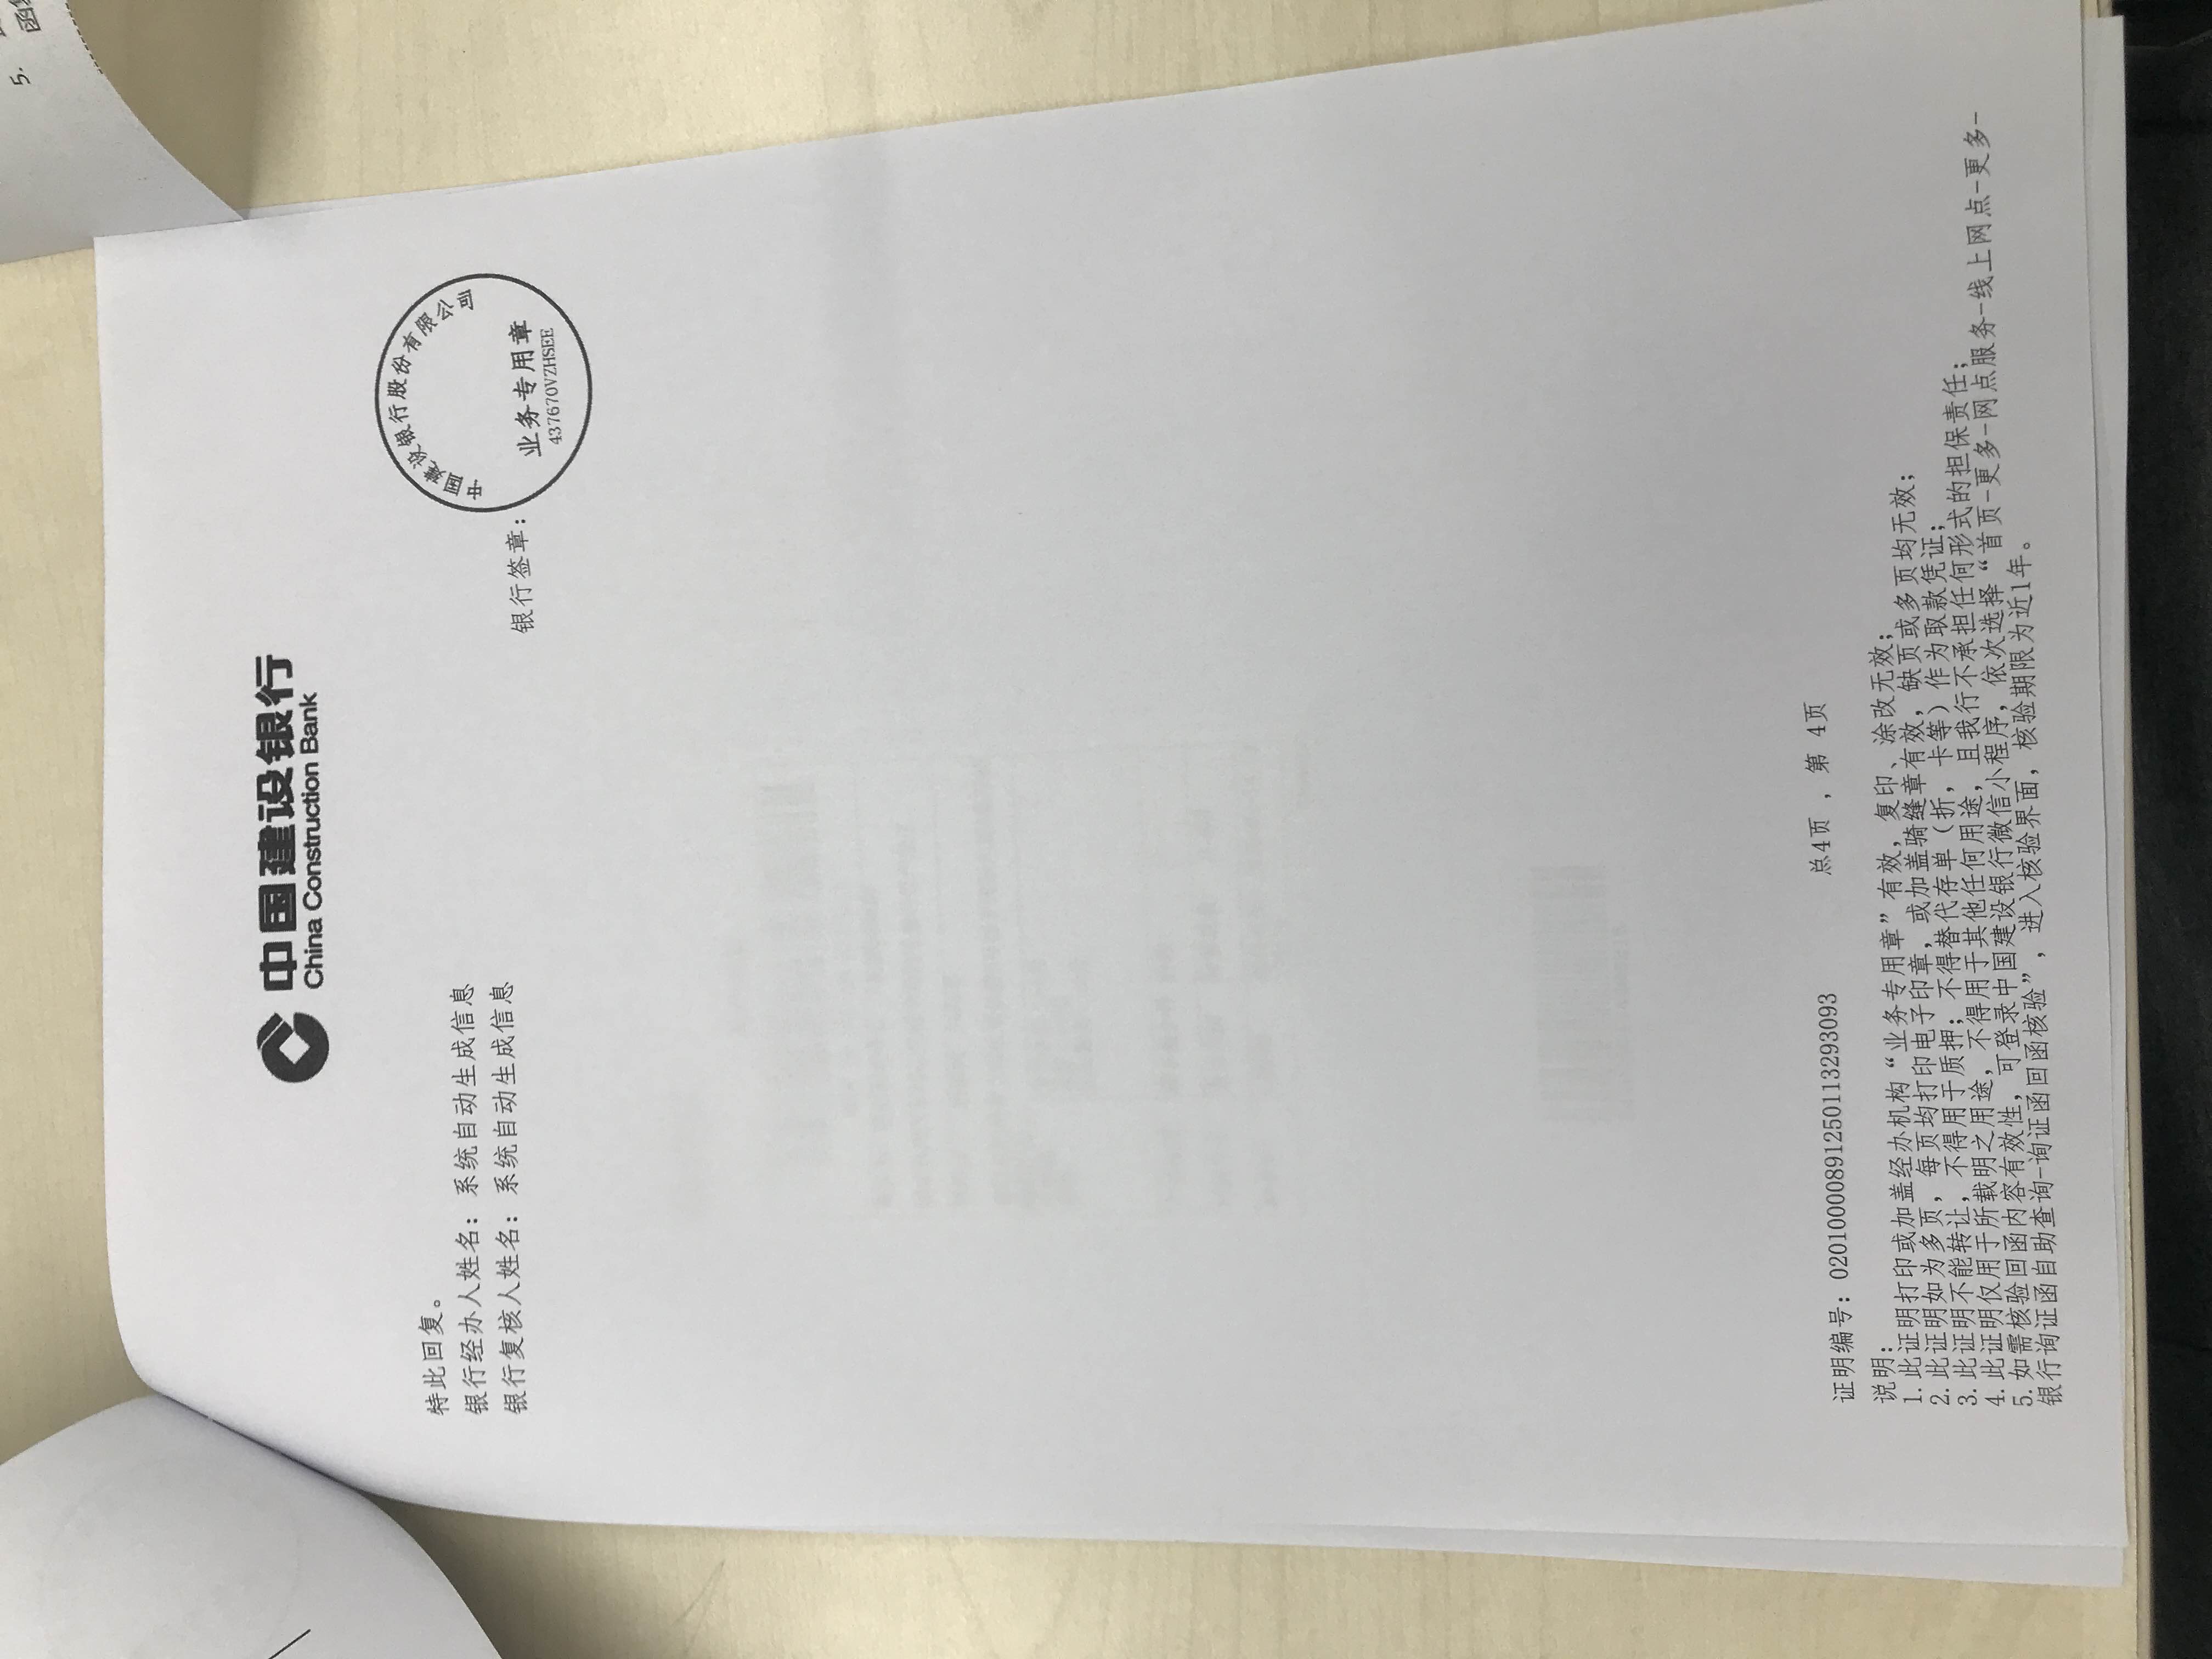 5.
函
中国建设银行
China Construction Bank
特此回复。
银行经办人姓名：系统自动生成信息
银行复核人姓名：系统自动生成信息
银行签章：
中国建设银行股份有限公司
业务专用章
437670VZHSEE
证明编号：02010000891250113293093
总4页 ，第 4页
说明：
1.此证明打印或加盖经办机构“业务专用章”有效，复印、涂改无效；
2.此证明如为多页，每页均打印电子印章，或加盖骑缝章有效，缺页或多页均无效；
3.此证明不能转让，不得用于质押；不得替代存单（折，卡等）作为取款凭证；
4.此证明仅用于所载明之用途，不得用于其他任何用途，且我行不承担任何形式的担保责任；
5.如需核验回函内容有效性，可登录中国建设银行微信小程序，依次选择“首页-更多-网点服务-线上网点-更多-
银行询证函自助查询-询证函回函核验”，进入核验界面，核验期限为近1年。